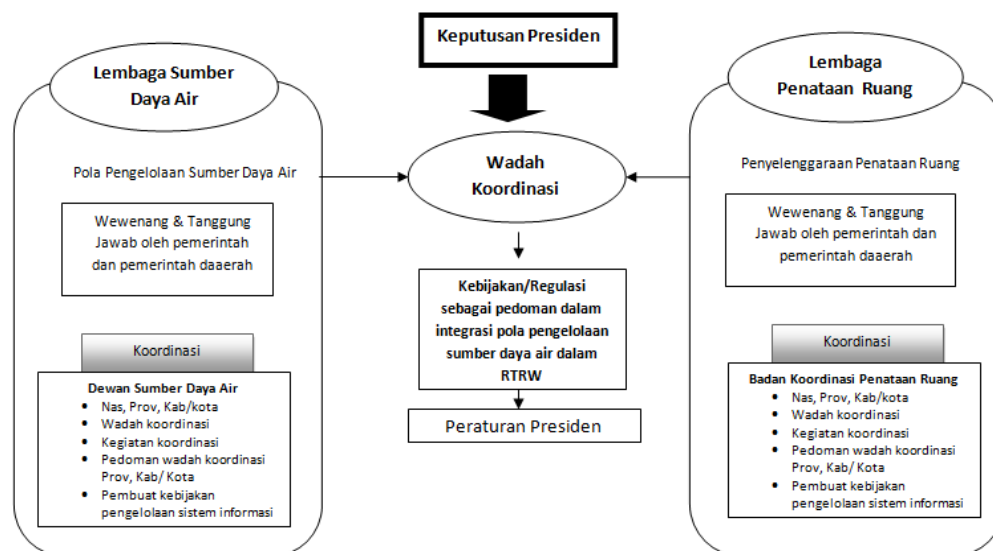 Keputusan Presiden
Lembaga Sumber
Daya Air
Pola Pengelolaan Sumber Daya Air
Wewenang & Tanggung
Jawab oleh pemerintah
dan pemerintah daaerah
Koordinasi
Dewan Sumber Daya Air
• Nas, Prov, Kab/kota
• Wadah koordinasi
• Kegiatan koordinasi
• Pedoman wadah koordinasi
Prov, Kab/ Kota
• Pembuat kebijakan
pengelolaan sistem informasi
Wadah
Koordinasi
Kebijakan/Regulasi
sebagai pedoman dalam
integrasi pola pengelolaan
sumber daya air dalam
RTRW
Peraturan Presiden
Lembaga
Penataan Ruang
Penyelenggaraan Penataan Ruang
Wewenang & Tanggung
Jawab oleh pemerintah dan
pemerintah daaerah
Koordinasi
Badan Koordinasi Penataan Ruang
• Nas, Prov, Kab/kota
• Wadah koordinasi
• Kegiatan koordinasi
• Pedoman wadah koordinasi
Prov, Kab/ Kota
• Pembuat kebijakan
pengelolaan sistem informasi